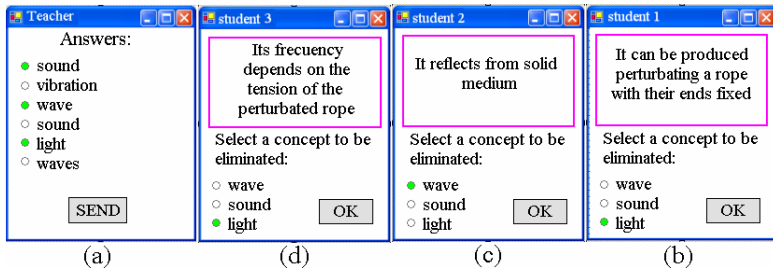 Teacher
Answers:
sound
vibration
wave
sound
light
waves
SEND
(a)
student 3
Its frecuency
depends on the
tension of the
perturbated rope
Select a concept to be
eliminated:
wave
sound
light
OK
(d)
student 2
It reflects from solid
medium
Select a concept to be
eliminated:
wave
sound
light
OK
(c)
student 1
It can be produced
perturbating a rope
with their ends fixed
Select a concept to be
eliminated:
wave
sound
light
OK
(b)